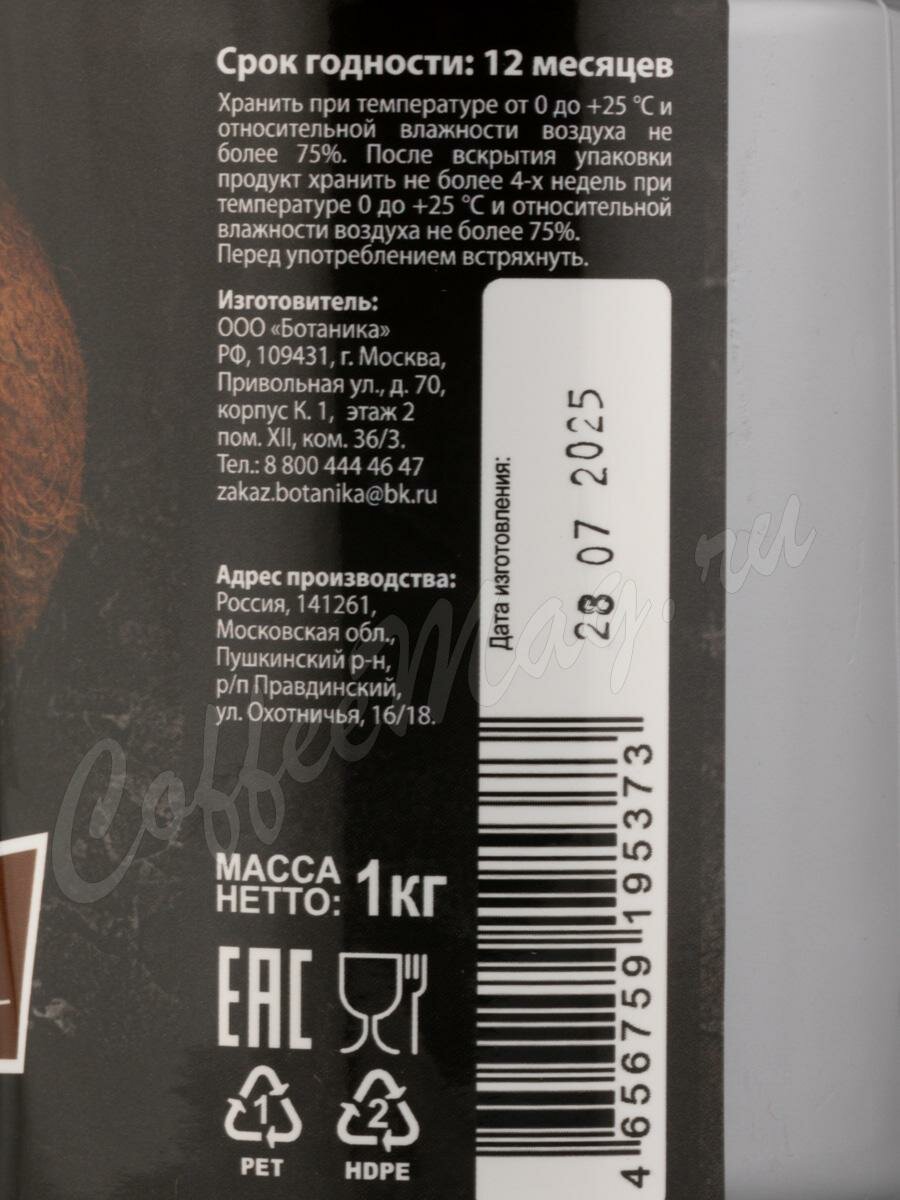 Срок годности: 12 месяцев
Хранить при температуре от 0 до +25 °С и
относительной влажности воздуха не
более 75%. После вскрытия упаковки
продукт хранить не более 4-х недель при
температуре 0 до +25 °С и относительной
влажности воздуха не более 75%.
Перед употреблением встряхнуть.
Изготовитель:
ООО «Ботаника»
РФ, 109431, г. Москва,
Привольная ул., д. 70,
корпус К. 1, этаж 2
пом. XII, ком. 36/3.
Тел.: 8 800 444 46 47
zakaz.botanika@bk.ru
Дата изготовления:
28 07 2025
Адрес производства:
Россия, 141261,
Московская обл.,
Пушкинский р-н,
р/п Правдинский,
ул. Охотничья, 16/18.
CoffeeMag.ru
МАССА
НЕТТО: 1кг
4 656759 195373
EAC
1
PET
2
HDPE